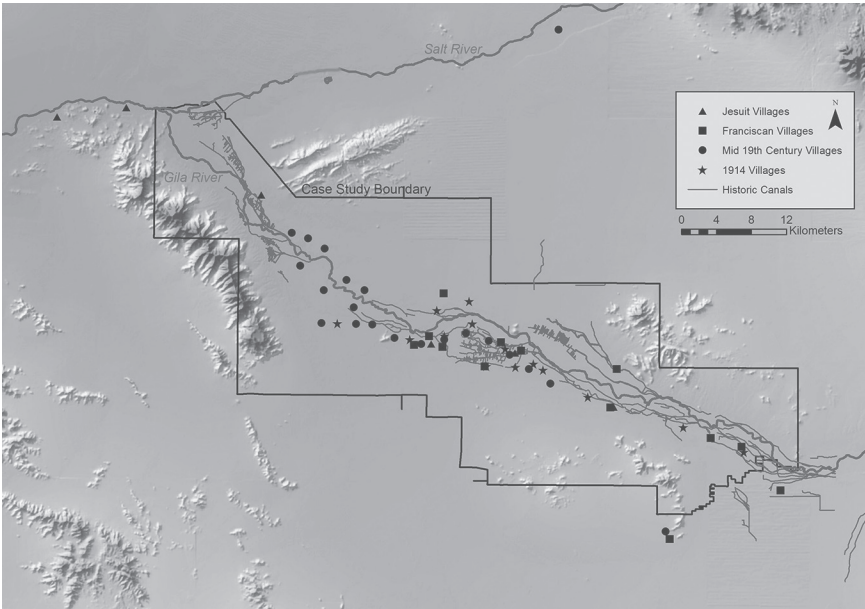 Salt River
N
Jesuit Villages
Franciscan Villages
Mid 19th Century Villages
1914 Villages
Historic Canals
Gila River
Case Study Boundary
0 4 8 12
Kilometers